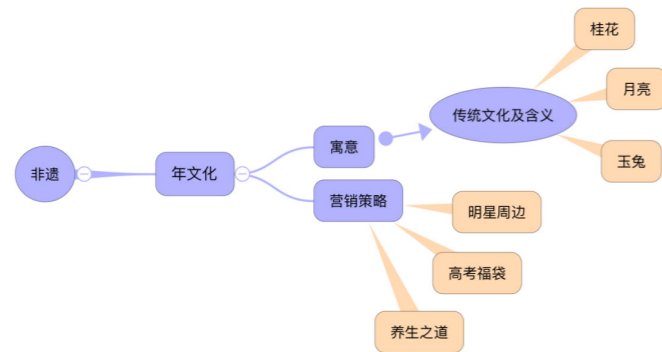 非遗
年文化
寓意
传统文化及含义
桂花
月亮
玉兔
营销策略
明星周边
高考福袋
养生之道